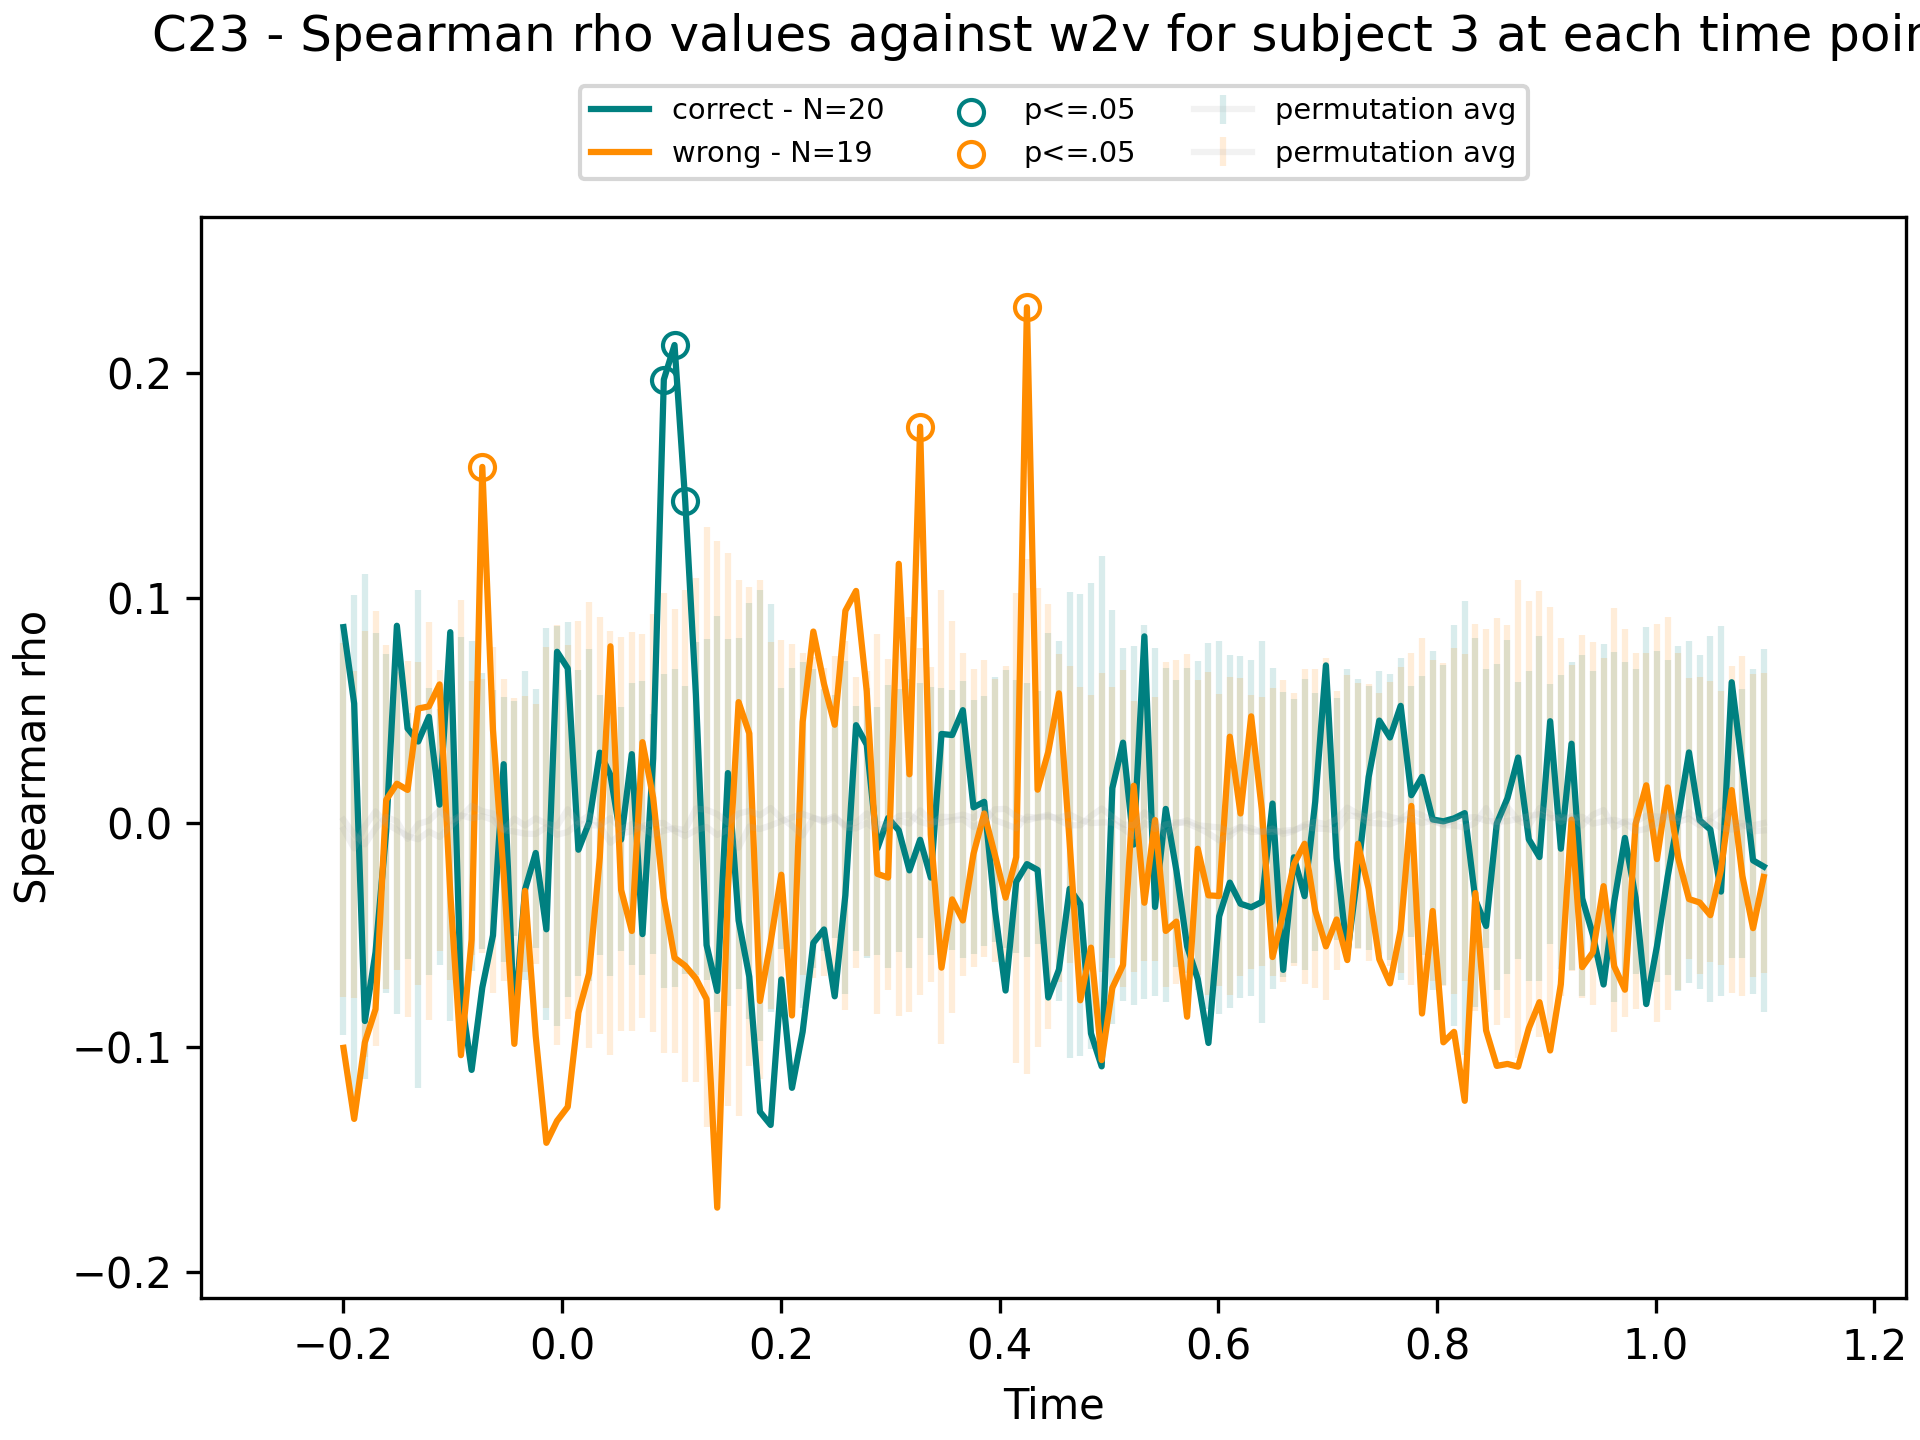 C23 - Spearman rho values against w2v for subject 3 at each time poin
correct - N=20
wrong - N=19
p<=.05
p<=.05
permutation avg
permutation avg
Spearman rho
0.2
0.1
0.0
−0.1
−0.2
−0.2 0.0 0.2 0.4 0.6 0.8 1.0 1.2
Time